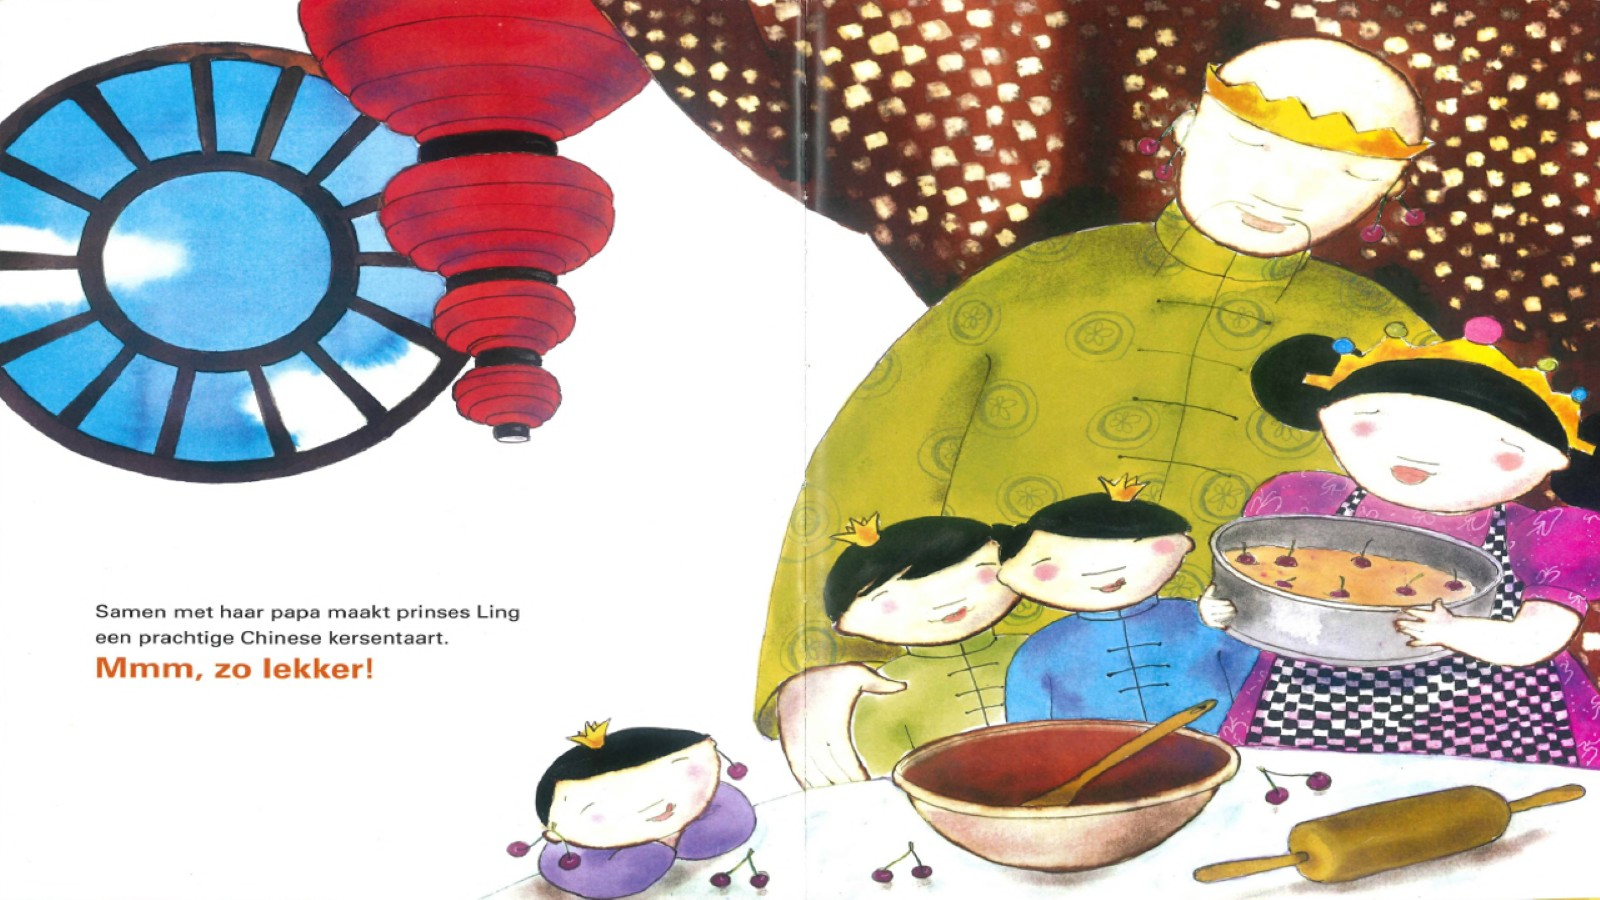 Samen met haar papa maakt prinses Ling
een prachtige Chinese kersentaart.
Mmm, zo lekker!